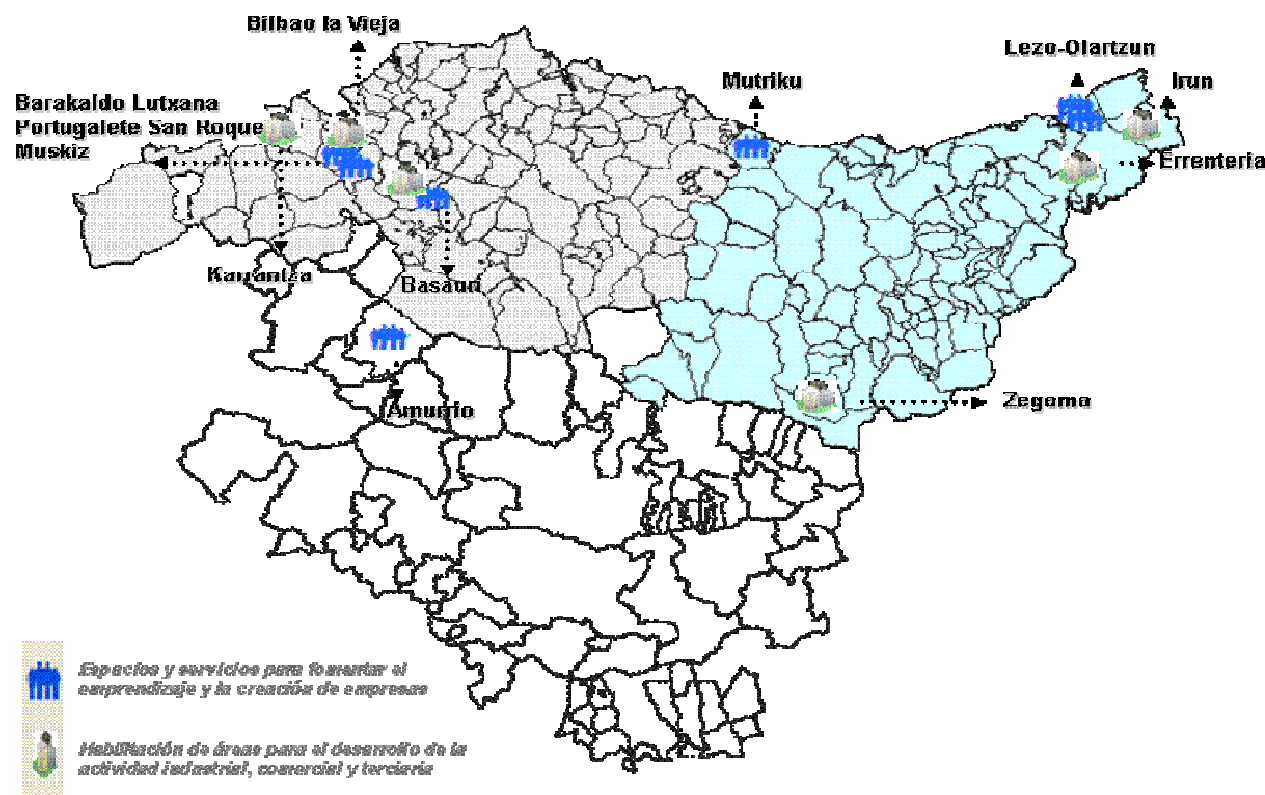 Bilbao la Vieja
Lezo-Olartzun
Mutriku
Irun
Barakaldo Lutxana
Portugalete San Roque
Muskiz
Errenteria
Karrantza
Basauri
Zegama
Amurrio
Espacios y servicios para fomentar el
emprendizaje y la creación de empresas
Habilitación de áreas para el desarrollo de la
actividad industrial, comercial y terciaria